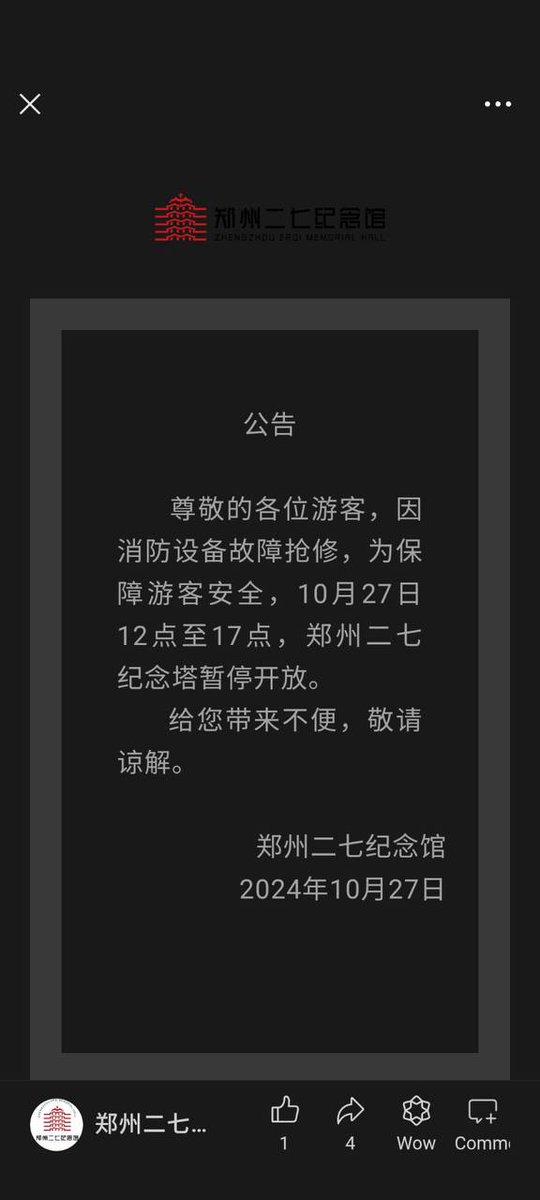 郑州二七纪念馆
ZHENGZHOU ERQI MEMORIAL HALL
公告
尊敬的各位游客，因
消防设备故障抢修，为保
障游客安全，10月27日
12点至17点，郑州二七
纪念塔暂停开放。
给您带来不便，敬请
谅解。
郑州二七纪念馆
2024年10月27日
郑州二七纪念馆
郑州二七...
1
4
Wow
Comme